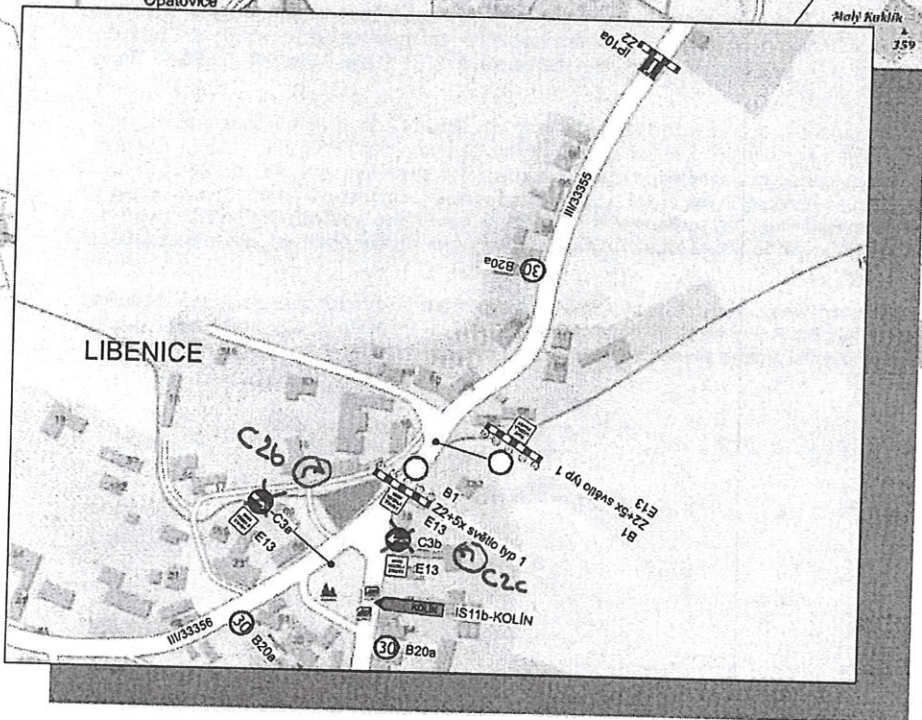 Opatovice
Malý Kuklík
359
IP10a
Z2
III/33355
B20a
30
LIBENICE
C2b
B1
Z2+5x světlo typ 1
E13
C3a
E13
B1
Z2+5x světlo typ 1
E13
C3b
E13
C2c
KOLÍN
IS11b-KOLÍN
III/33356
30
B20a
30
B20a